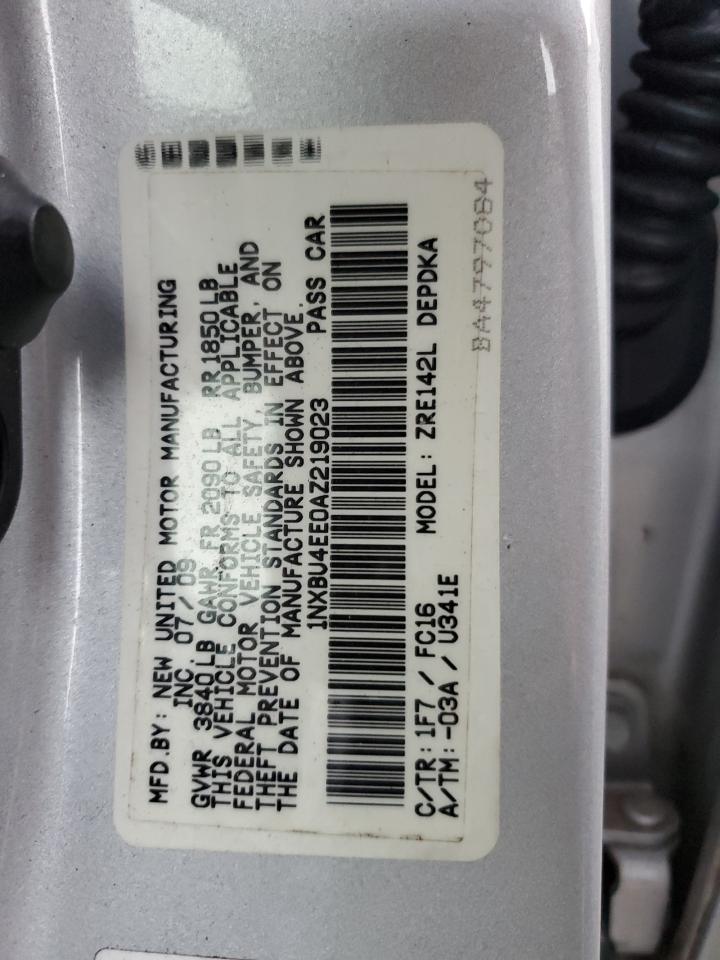 MFD.BY: NEW UNITED MOTOR MANUFACTURING
INC. 07/09
GVWR 3840LB GAWR FR 2090LB RR 1850LB
THIS VEHICLE CONFORMS TO ALL APPLICABLE
FEDERAL MOTOR VEHICLE SAFETY, BUMPER, AND
THEFT PREVENTION STANDARDS IN EFFECT ON
THE DATE OF MANUFACTURE SHOWN ABOVE.
1NXBU4EE0AZ219023 PASS CAR
C/TR: 1F7 / FC16 MODEL: ZRE142L DEPDKA
A/TM: -03A / U341E
BA4797084